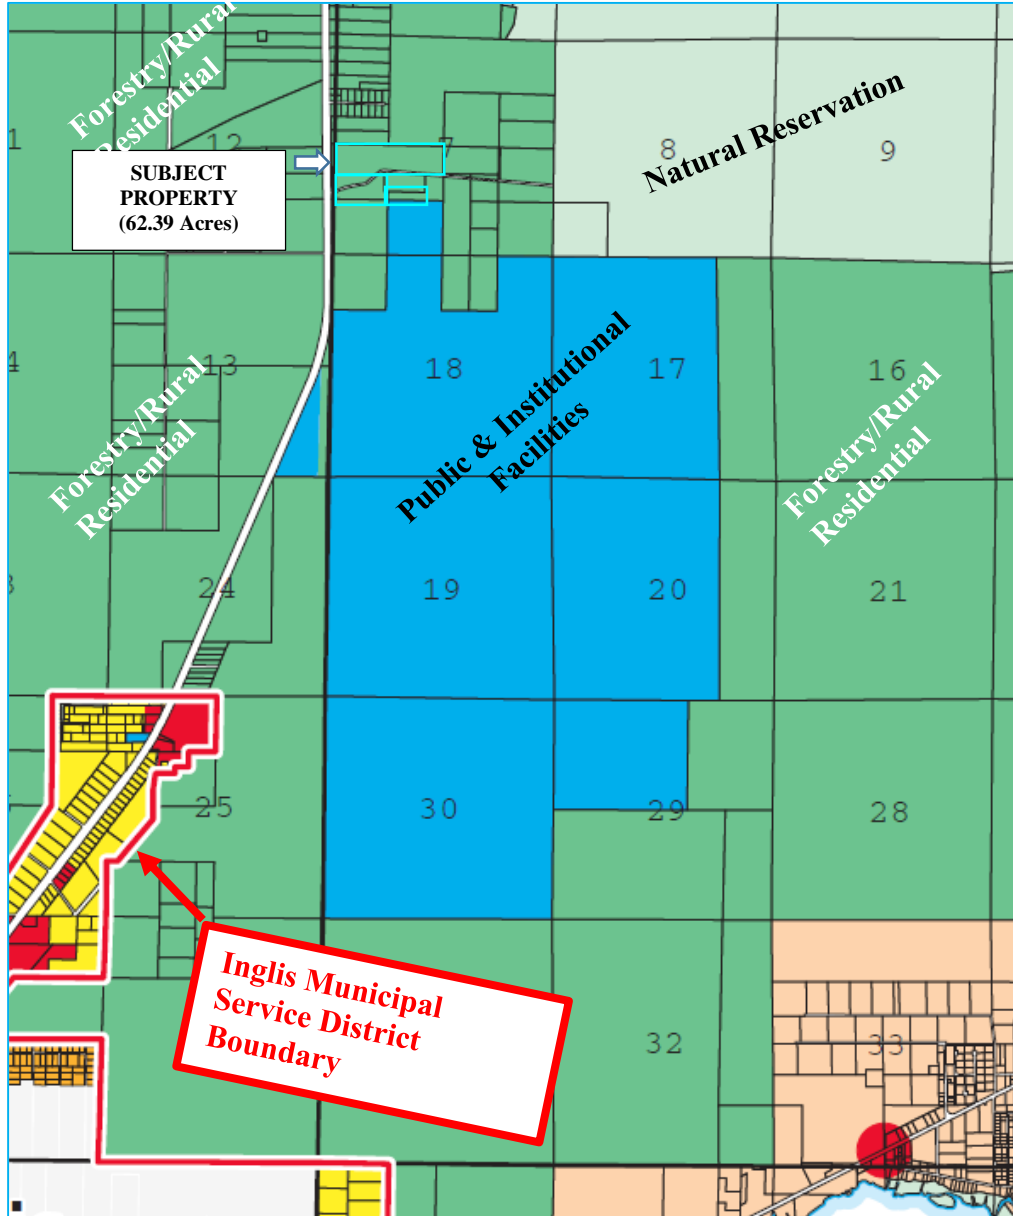 Forestry/Rural
Residential
12
7
8
9
Natural Reservation
SUBJECT
PROPERTY
(62.39 Acres)
13
18
17
16
Public & Institutional
Facilities
Forestry/Rural
Residential
Forestry/Rural
Residential
24
19
20
21
25
30
29
28
Inglis Municipal
Service District
Boundary
32
33